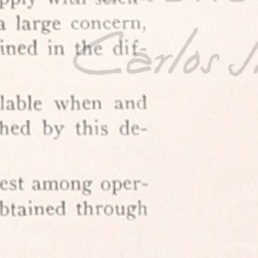 a large concern,
ined in the dif-
Carlos
lable when and
hed by this de-
est among oper-
btained through